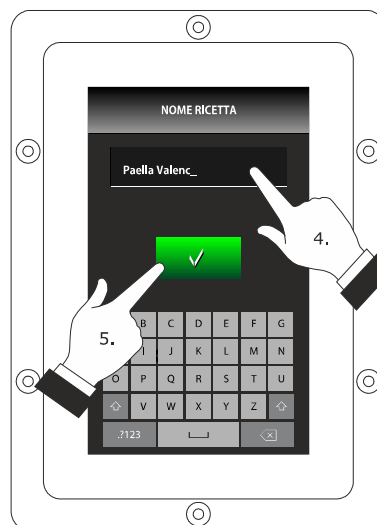 NOME RICETTA
Paella Valenc_
4.
5.
B C D E F G
I J K L M N
O P Q R S T U
V W X Y Z
.?123